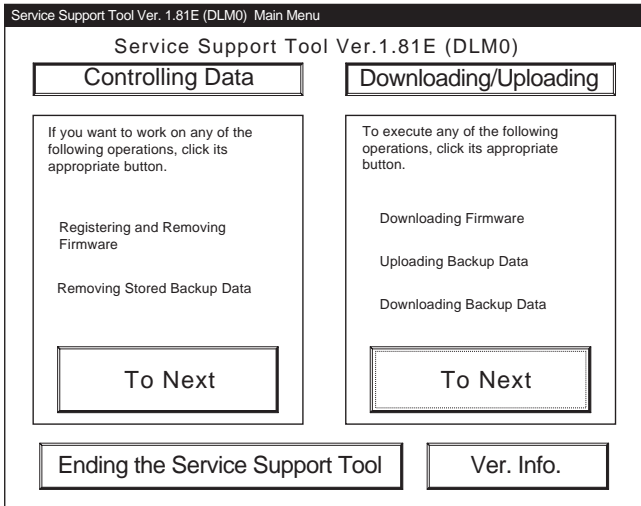 Service Support Tool Ver. 1.81E (DLM0) Main Menu
Service Support Tool Ver.1.81E (DLM0)
Controlling Data
If you want to work on any of the
following operations, click its
appropriate button.
Registering and Removing
Firmware
Removing Stored Backup Data
To Next
Downloading/Uploading
To execute any of the following
operations, click its appropriate
button.
Downloading Firmware
Uploading Backup Data
Downloading Backup Data
To Next
Ending the Service Support Tool
Ver. Info.